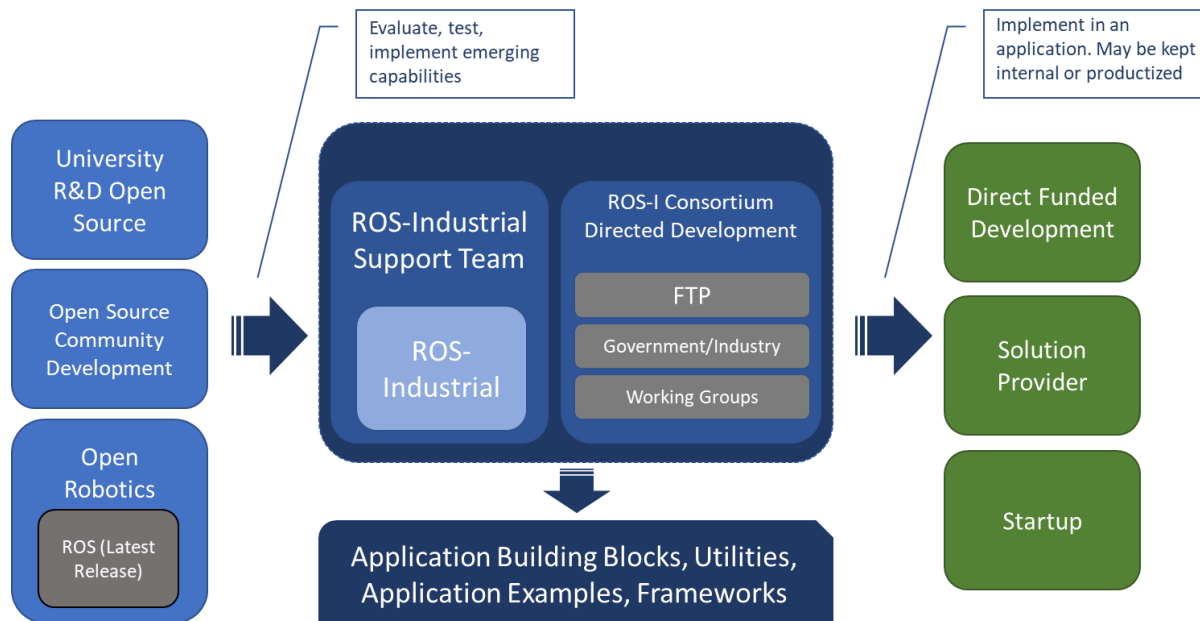 Evaluate, test,
implement emerging
capabilities
Implement in an
application. May be kept
internal or productized
University
R&D Open
Source
Open Source
Community
Development
Open
Robotics
ROS (Latest
Release)
ROS-Industrial
Support Team
ROS-
Industrial
ROS-I Consortium
Directed Development
FTP
Government/Industry
Working Groups
Application Building Blocks, Utilities,
Application Examples, Frameworks
Direct Funded
Development
Solution
Provider
Startup